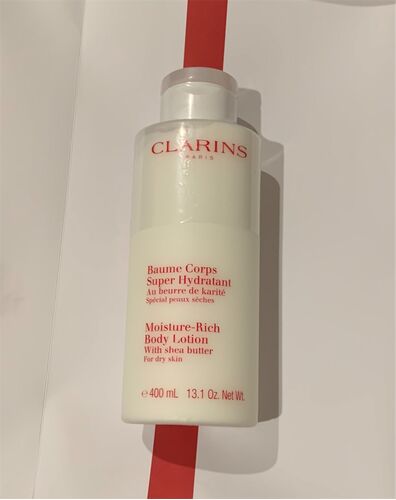 CLARINS
PARIS
Baume Corps
Super Hydratant
Au beurre de karité
Spécial peaux sèches
Moisture-Rich
Body Lotion
With shea butter
For dry skin
℮ 400 mL 13.1 Oz. Net Wt.